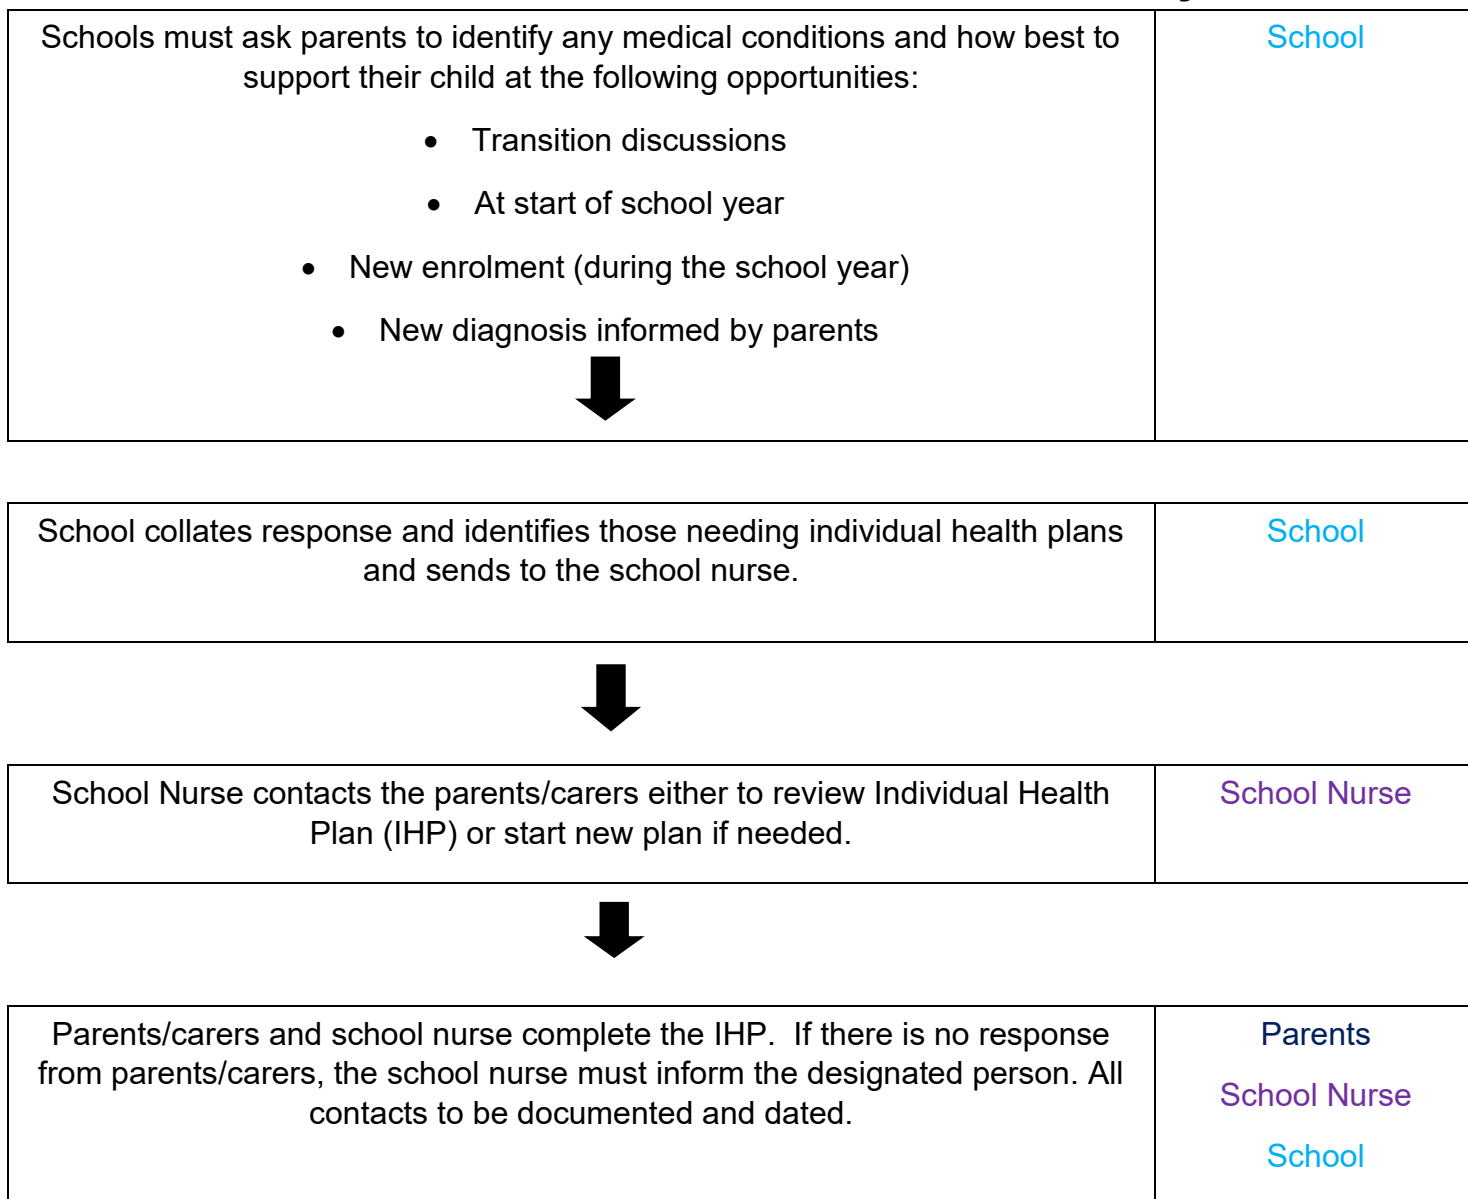 Schools must ask parents to identify any medical conditions and how best to
support their child at the following opportunities:
• Transition discussions
• At start of school year
• New enrolment (during the school year)
• New diagnosis informed by parents
School
School collates response and identifies those needing individual health plans
and sends to the school nurse.
School
School Nurse contacts the parents/carers either to review Individual Health
Plan (IHP) or start new plan if needed.
School Nurse
Parents/carers and school nurse complete the IHP.  If there is no response
from parents/carers, the school nurse must inform the designated person. All
contacts to be documented and dated.
Parents
School Nurse
School